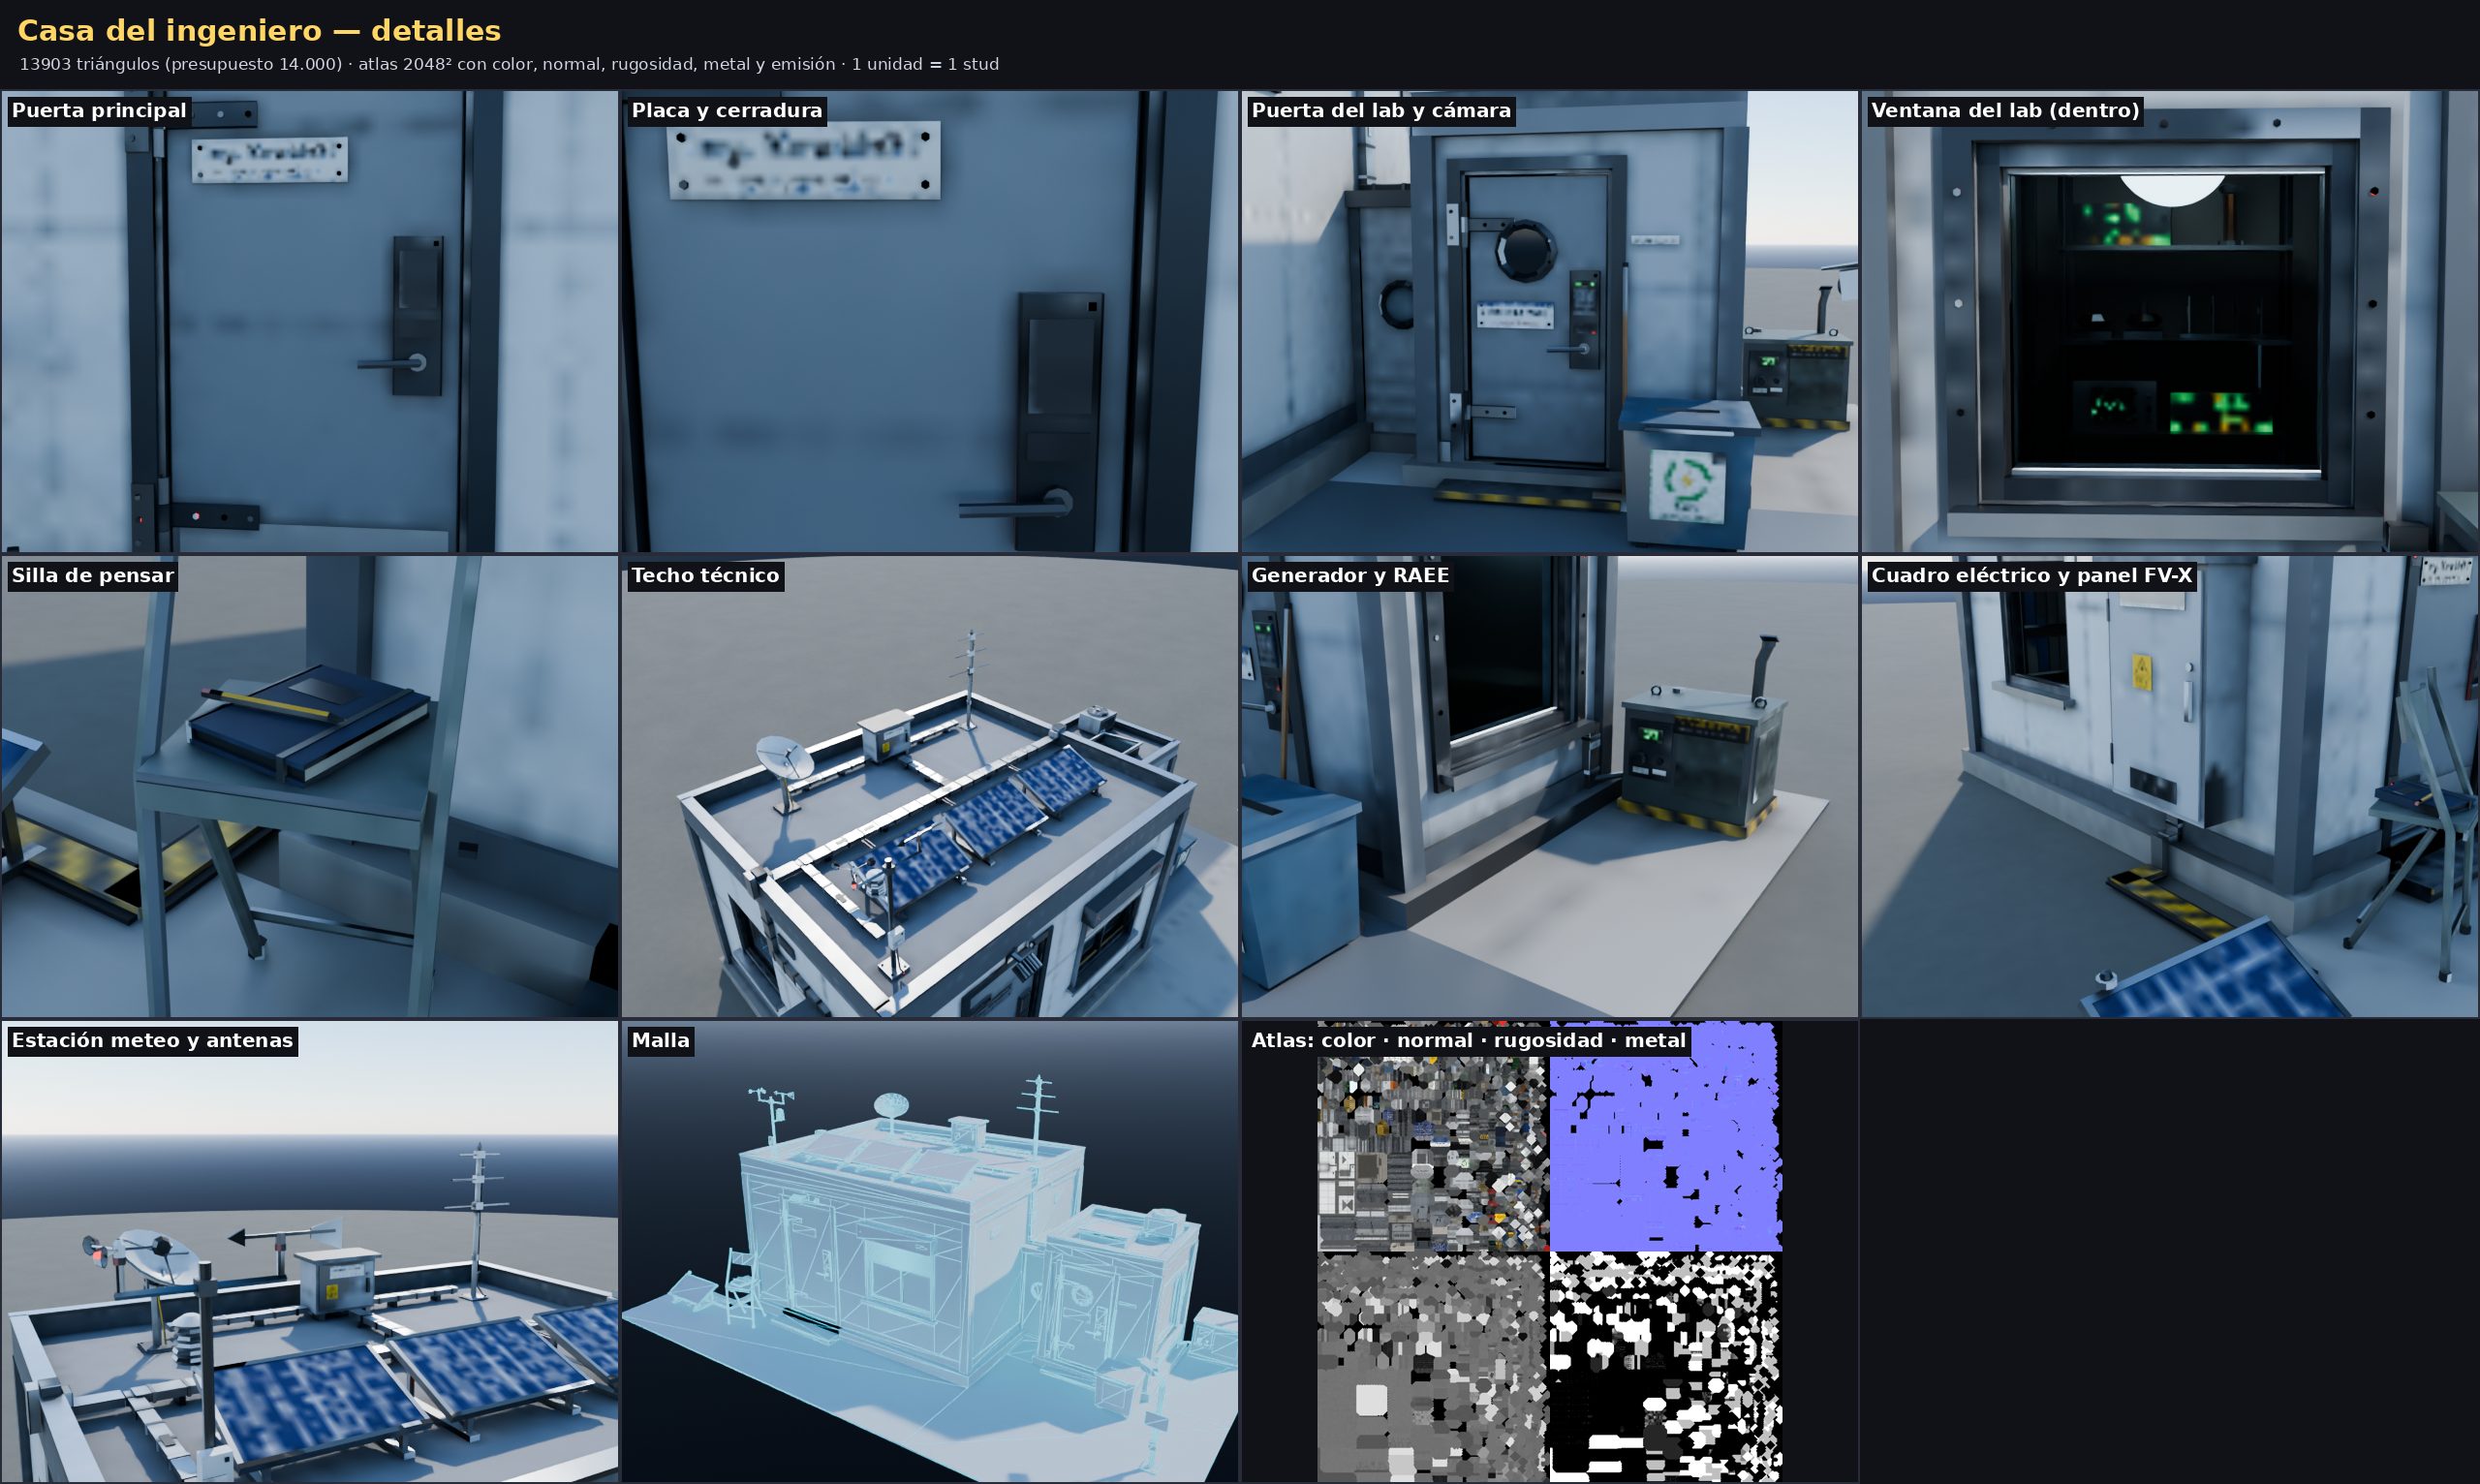 Casa del ingeniero — detalles
13903 triángulos (presupuesto 14.000) · atlas 2048² con color, normal, rugosidad, metal y emisión · 1 unidad = 1 stud
Puerta principal
Placa y cerradura
Puerta del lab y cámara
Ventana del lab (dentro)
Silla de pensar
Techo técnico
Generador y RAEE
Cuadro eléctrico y panel FV-X
Estación meteo y antenas
Malla
Atlas: color · normal · rugosidad · metal